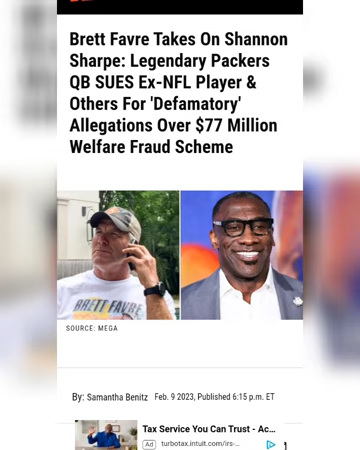 Brett Favre Takes On Shannon
Sharpe: Legendary Packers
QB SUES Ex-NFL Player &
Others For 'Defamatory'
Allegations Over $77 Million
Welfare Fraud Scheme
BRETT FAVRE
SOURCE: MEGA
By: Samantha Benitz Feb. 9 2023, Published 6:15 p.m. ET
Tax Service You Can Trust - Ac...
Ad turbotax.intuit.com/irs-...